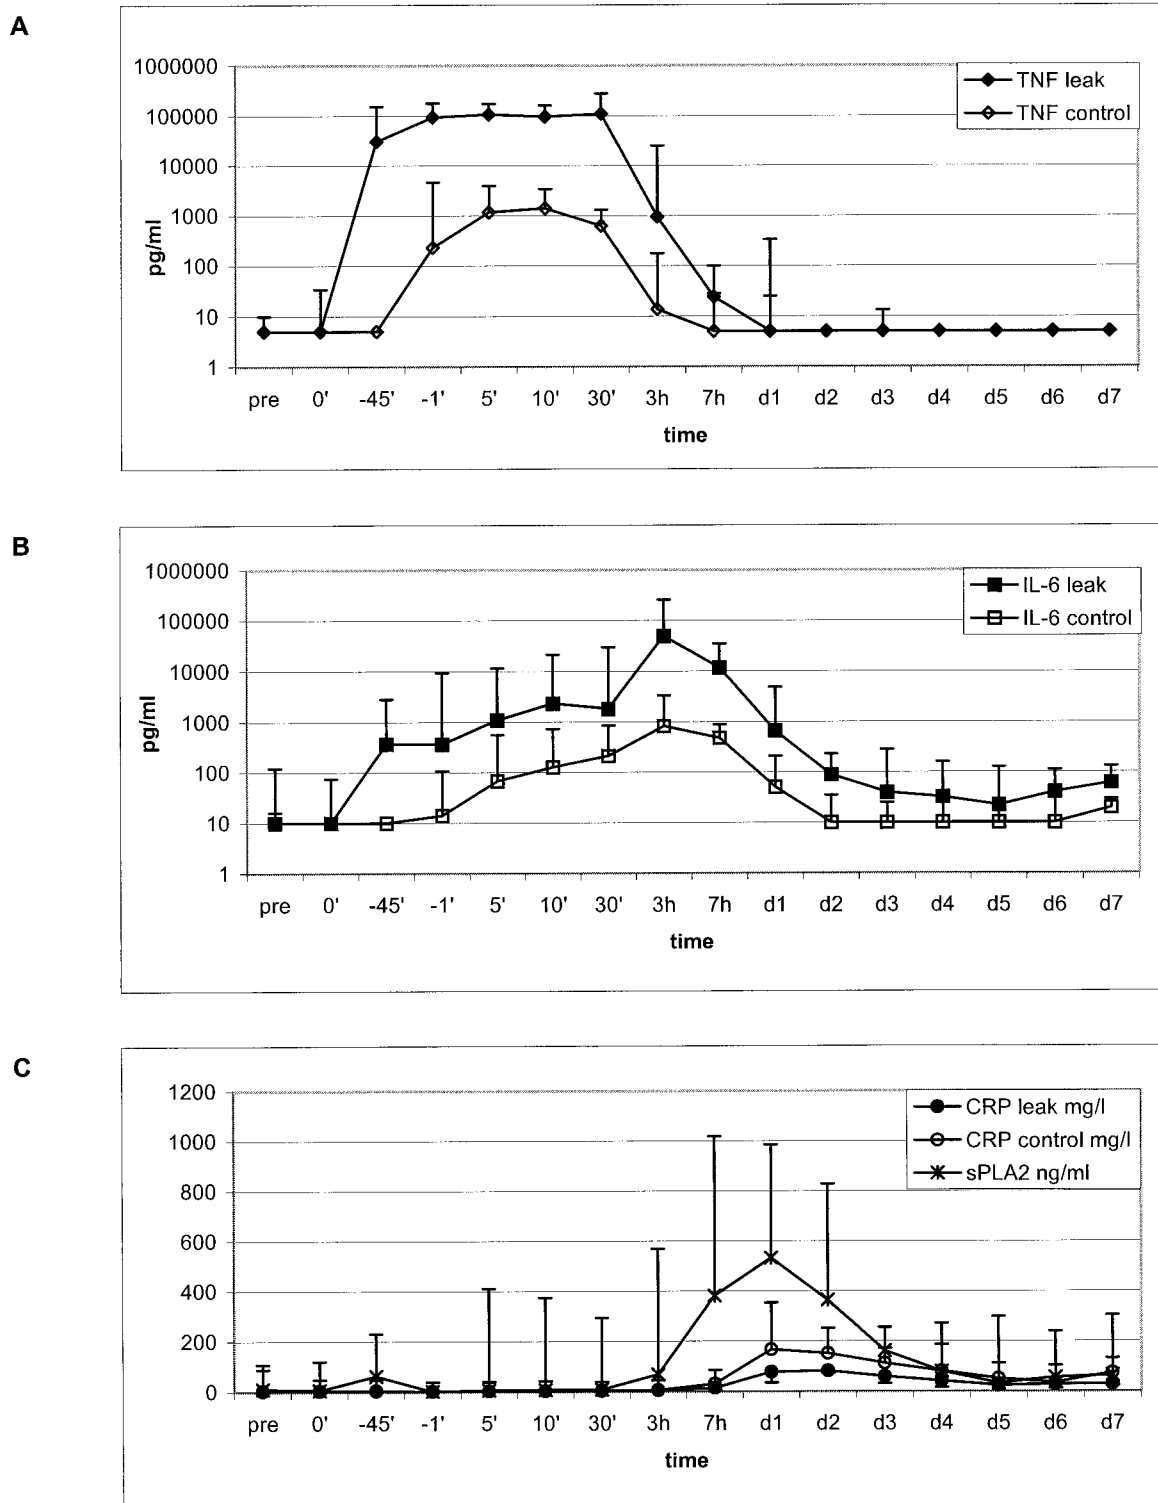 A
1000000
100000
10000
1000
100
10
1
pg/ml
TNF leak
TNF control
pre 0' -45' -1' 5' 10' 30' 3h 7h d1 d2 d3 d4 d5 d6 d7
time
B
1000000
100000
10000
1000
100
10
1
pg/ml
IL-6 leak
IL-6 control
pre 0' -45' -1' 5' 10' 30' 3h 7h d1 d2 d3 d4 d5 d6 d7
time
C
1200
1000
800
600
400
200
0
CRP leak mg/l
CRP control mg/l
sPLA2 ng/ml
pre 0' -45' -1' 5' 10' 30' 3h 7h d1 d2 d3 d4 d5 d6 d7
time